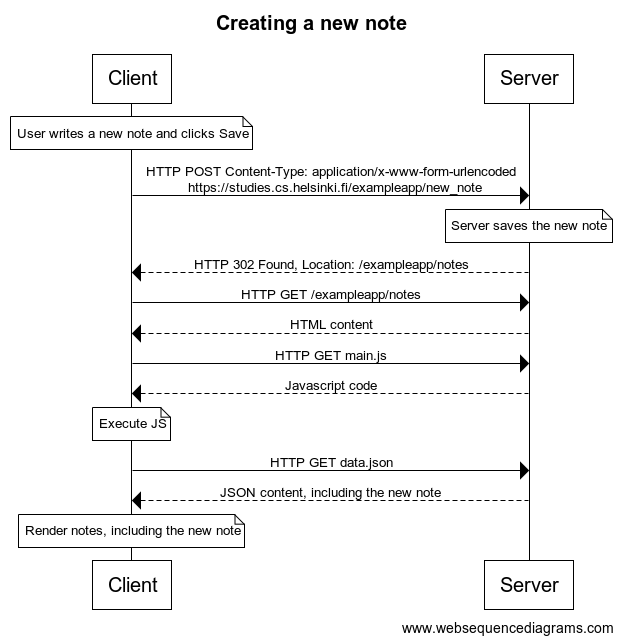 Creating a new note
Client
Server
User writes a new note and clicks Save
HTTP POST Content-Type: application/x-www-form-urlencoded
https://studies.cs.helsinki.fi/exampleapp/new_note
Server saves the new note
HTTP 302 Found, Location: /exampleapp/notes
HTTP GET /exampleapp/notes
HTML content
HTTP GET main.js
Javascript code
Execute JS
HTTP GET data.json
JSON content, including the new note
Render notes, including the new note
Client
Server
www.websequencediagrams.com